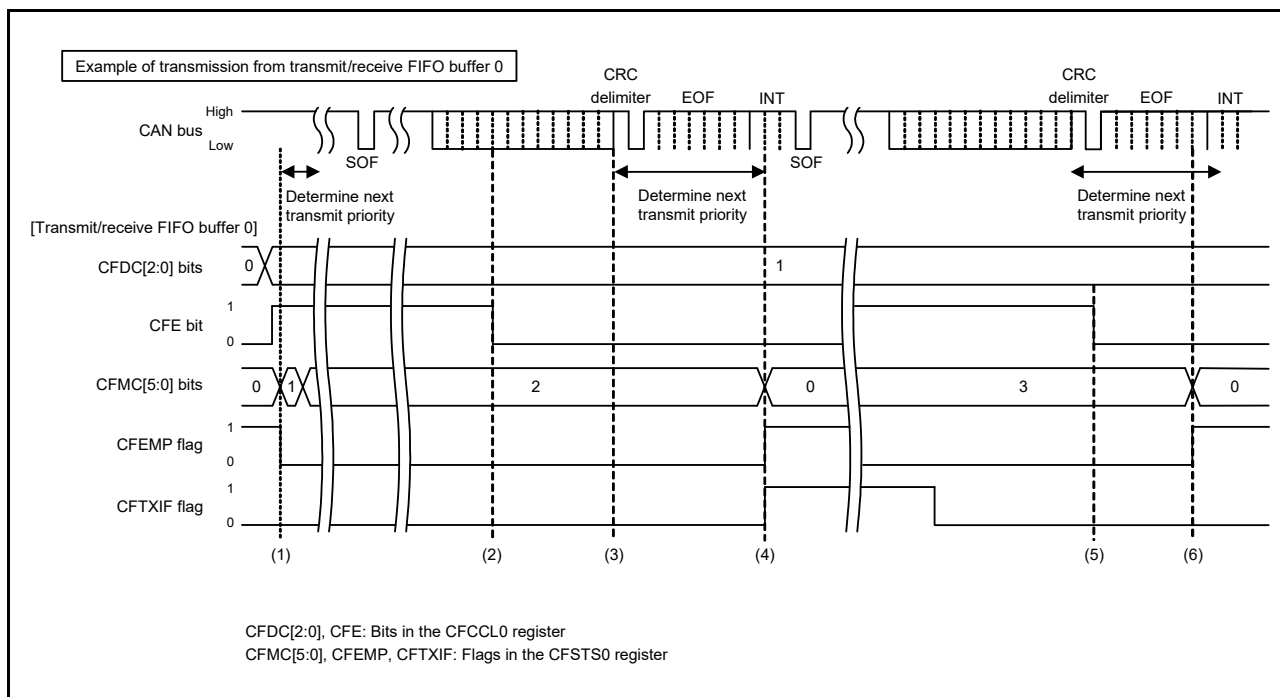 Example of transmission from transmit/receive FIFO buffer 0
CRC
delimiter
EOF
INT
CRC
delimiter
EOF
INT
High
CAN bus
Low
SOF
SOF
Determine next
transmit priority
Determine next
transmit priority
Determine next
transmit priority
[Transmit/receive FIFO buffer 0]
CFDC[2:0] bits
0
1
CFE bit
1
0
CFMC[5:0] bits
0
1
2
0
3
0
CFEMP flag
1
0
CFTXIF flag
1
0
(1)
(2)
(3)
(4)
(5)
(6)
CFDC[2:0], CFE: Bits in the CFCCL0 register
CFMC[5:0], CFEMP, CFTXIF: Flags in the CFSTS0 register